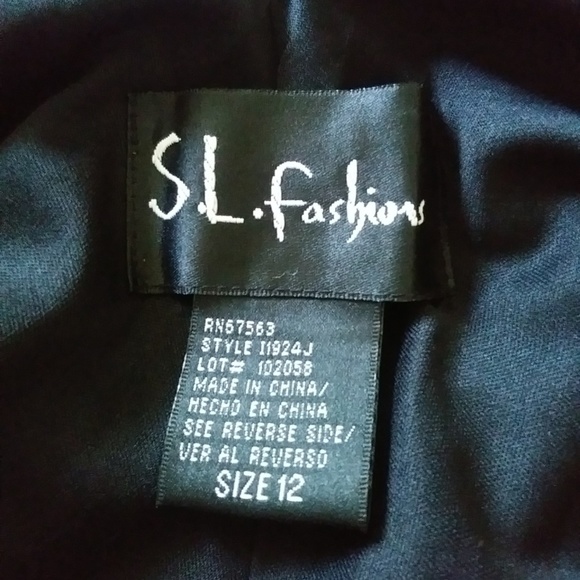 S.L. fashions
RN67563
STYLE I1924J
LOT# 102058
MADE IN CHINA/
HECHO EN CHINA
SEE REVERSE SIDE/
VER AL REVERSO
SIZE 12